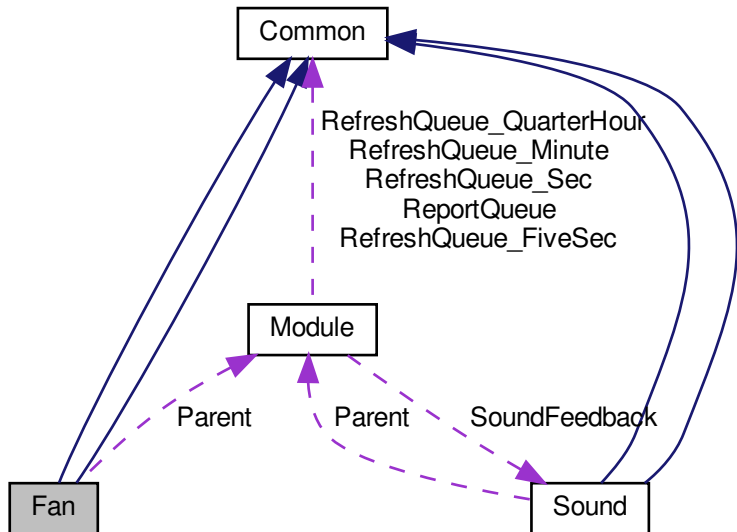 Common
RefreshQueue_QuarterHour
RefreshQueue_Minute
RefreshQueue_Sec
ReportQueue
RefreshQueue_FiveSec
Module
Parent
Parent
SoundFeedback
Fan
Sound